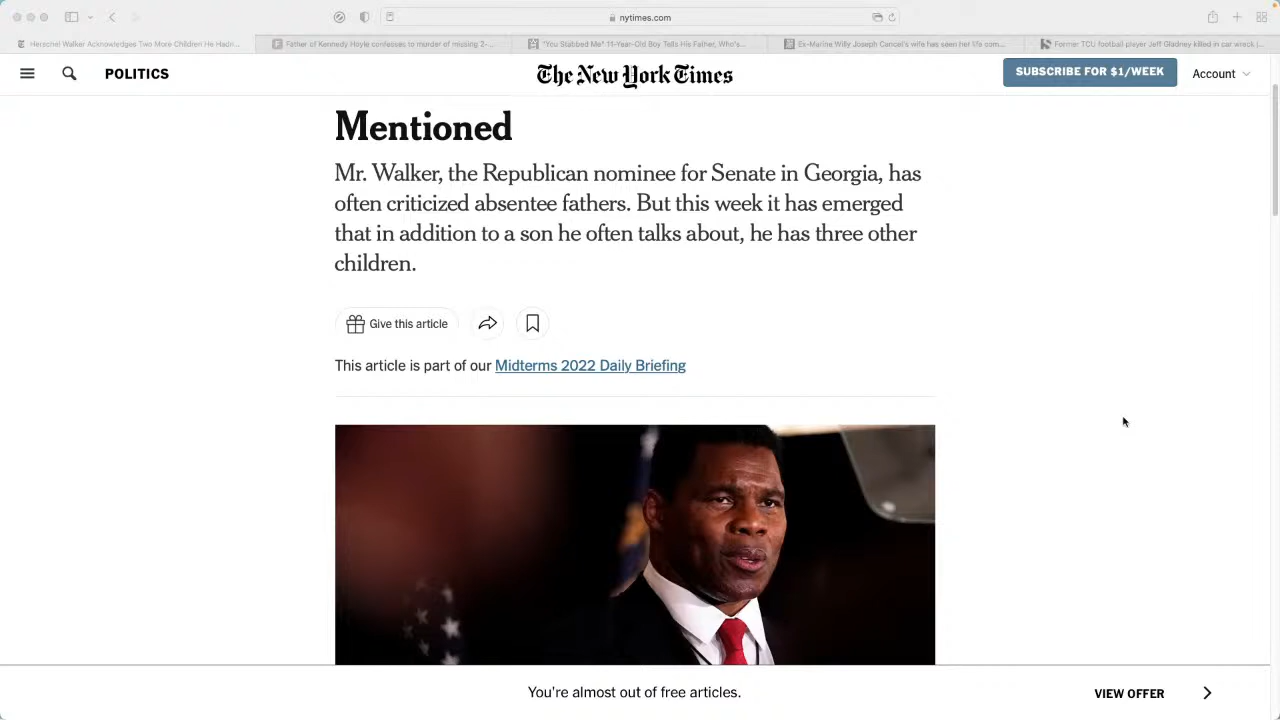 nytimes.com
Herschel Walker Acknowledges Two More Children He Hadn...
Father of Kennedy Hoyle confesses to murder of missing 2-...
"You Stabbed Me" 11-Year-Old Boy Tells His Father, Who's...
Ex-Marine Willy Joseph Cancel's wife has seen her life com...
Former TCU football player Jeff Gladney killed in car wreck |...
POLITICS
The New York Times
SUBSCRIBE FOR $1/WEEK
Account
Mentioned
Mr. Walker, the Republican nominee for Senate in Georgia, has
often criticized absentee fathers. But this week it has emerged
that in addition to a son he often talks about, he has three other
children.
Give this article
This article is part of our Midterms 2022 Daily Briefing
You're almost out of free articles.
VIEW OFFER